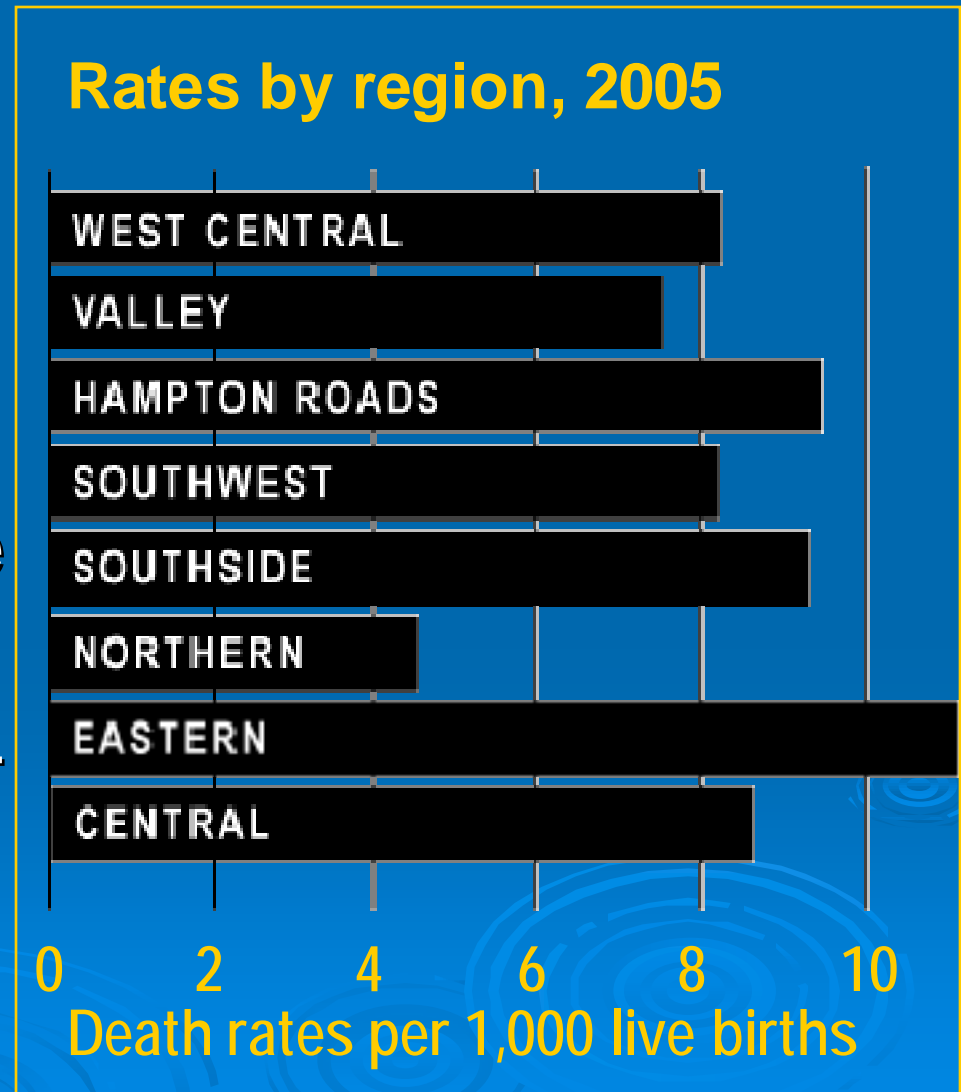 Rates by region, 2005
WEST CENTRAL
VALLEY
HAMPTON ROADS
SOUTHWEST
SOUTHSIDE
NORTHERN
EASTERN
CENTRAL
0 2 4 6 8 10
Death rates per 1,000 live births